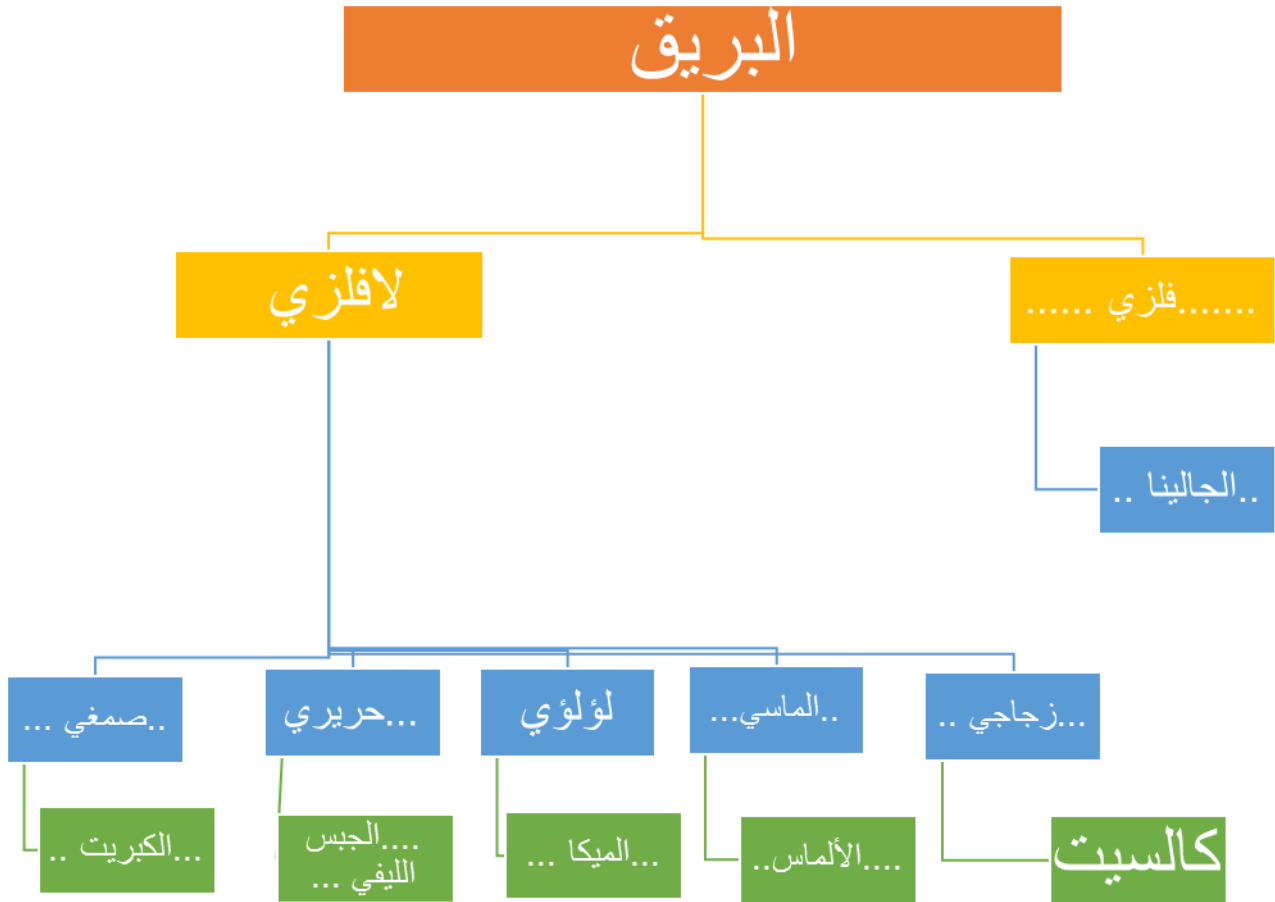 البريق
.......فلزي ......
لافلزي
..الجالينا ..
...زجاجي ..
..الماسي...
لؤلؤي
...حريري
..صمغي ...
كالسيت
....الألماس..
...الميكا ...
....الجبس
الليفي ...
...الكبريت ..